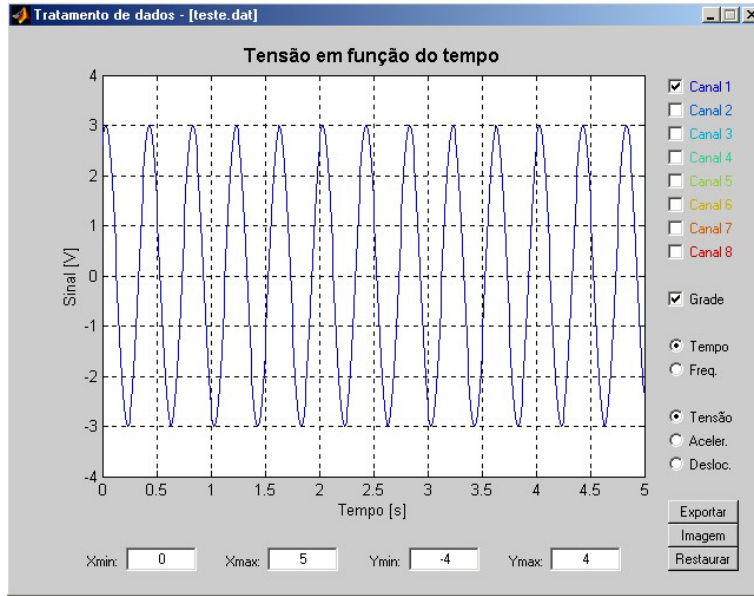 Tratamento de dados - [teste.dat]
Tensão em função do tempo
4
3
2
1
0
-1
-2
-3
-4
Sinal [V]
0 0.5 1 1.5 2 2.5 3 3.5 4 4.5 5
Tempo [s]
Canal 1
Canal 2
Canal 3
Canal 4
Canal 5
Canal 6
Canal 7
Canal 8
Grade
Tempo
Freq.
Tensão
Aceler.
Desloc.
Exportar
Imagem
Restaurar
Xmin: 0 Xmax: 5 Ymin: -4 Ymax: 4